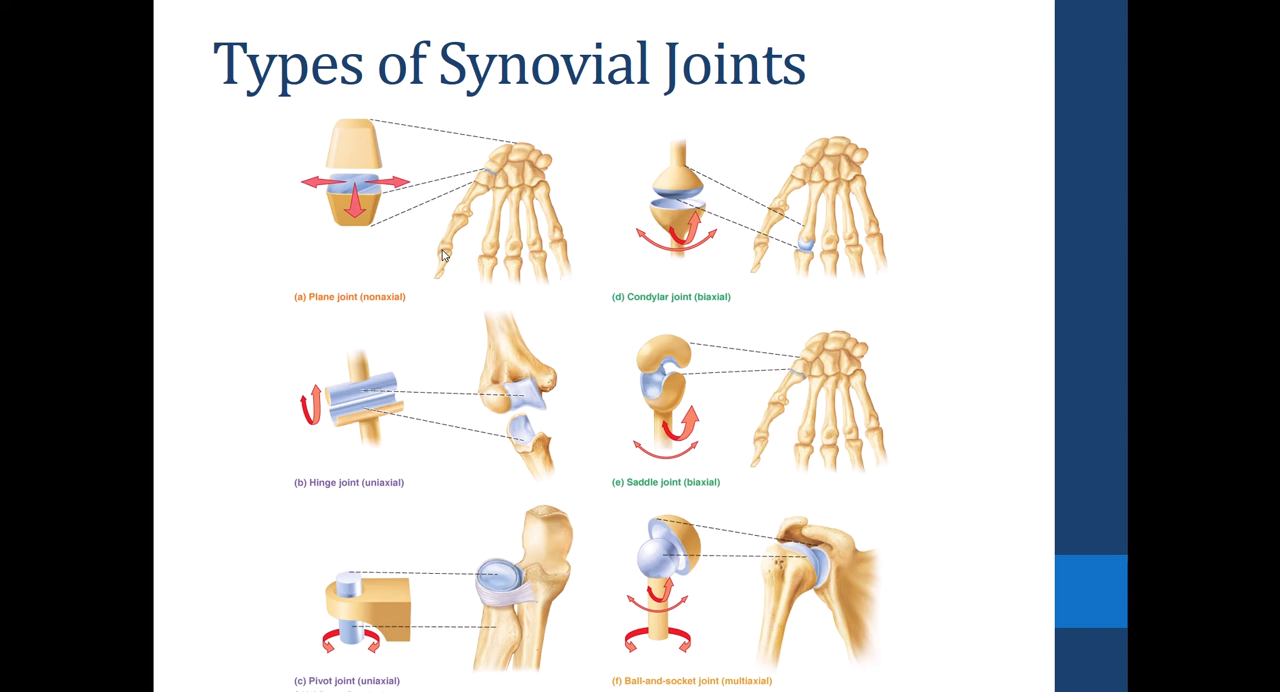 Types of Synovial Joints
(a) Plane joint (nonaxial)
(d) Condylar joint (biaxial)
(b) Hinge joint (uniaxial)
(e) Saddle joint (biaxial)
(c) Pivot joint (uniaxial)
(f) Ball-and-socket joint (multiaxial)